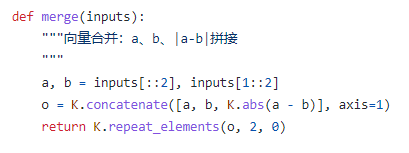 def merge(inputs):
    """向量合并：a、b、|a-b|拼接
    """
    a, b = inputs[::2], inputs[1::2]
    o = K.concatenate([a, b, K.abs(a - b)], axis=1)
    return K.repeat_elements(o, 2, 0)